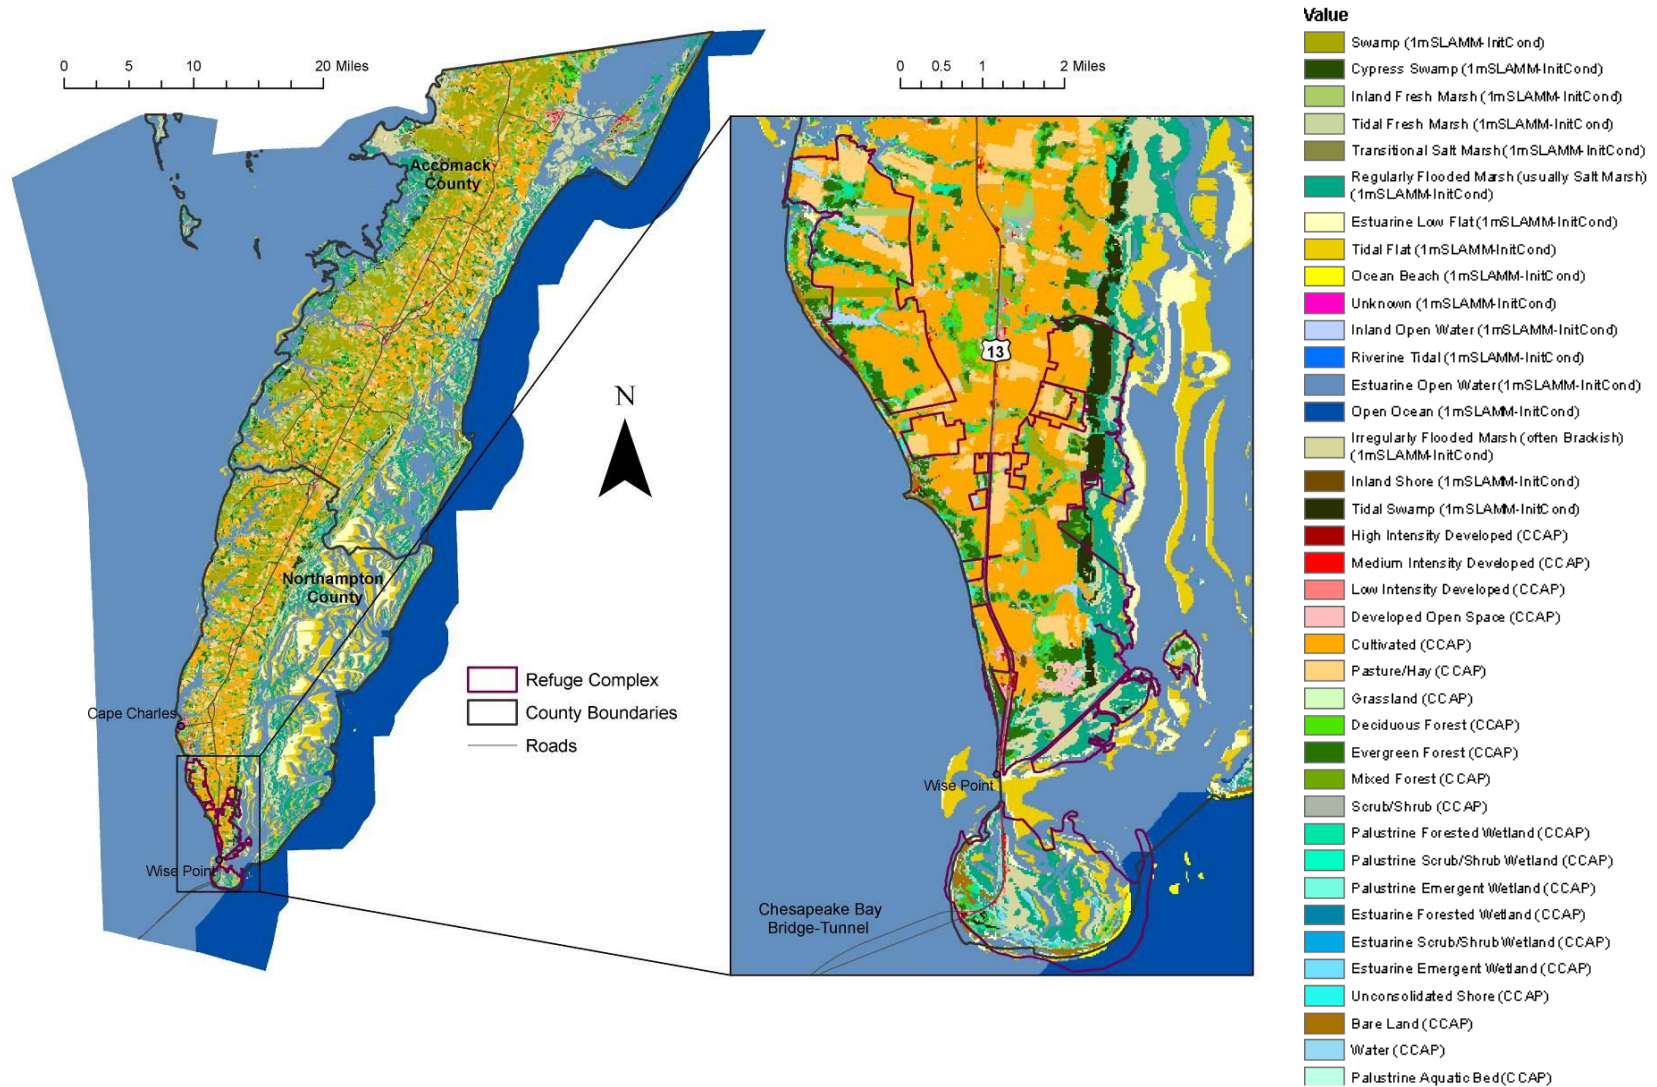 0 5 10 20 Miles
Accomack
County
Northampton
County
Cape Charles
Wise Point
N
Refuge Complex
County Boundaries
Roads
0 0.5 1 2 Miles
13
Wise Point
Chesapeake Bay
Bridge-Tunnel
Value
Swamp (1mSLAMM-InitCond)
Cypress Swamp (1mSLAMM-InitCond)
Inland Fresh Marsh (1mSLAMM-InitCond)
Tidal Fresh Marsh (1mSLAMM-InitCond)
Transitional Salt Marsh (1mSLAMM-InitCond)
Regularly Flooded Marsh (usually Salt Marsh)
(1mSLAMM-InitCond)
Estuarine Low Flat (1mSLAMM-InitCond)
Tidal Flat (1mSLAMM-InitCond)
Ocean Beach (1mSLAMM-InitCond)
Unknown (1mSLAMM-InitCond)
Inland Open Water (1mSLAMM-InitCond)
Riverine Tidal (1mSLAMM-InitCond)
Estuarine Open Water (1mSLAMM-InitCond)
Open Ocean (1mSLAMM-InitCond)
Irregularly Flooded Marsh (often Brackish)
(1mSLAMM-InitCond)
Inland Shore (1mSLAMM-InitCond)
Tidal Swamp (1mSLAMM-InitCond)
High Intensity Developed (CCAP)
Medium Intensity Developed (CCAP)
Low Intensity Developed (CCAP)
Developed Open Space (CCAP)
Cultivated (CCAP)
Pasture/Hay (CCAP)
Grassland (CCAP)
Deciduous Forest (CCAP)
Evergreen Forest (CCAP)
Mixed Forest (CCAP)
Scrub/Shrub (CCAP)
Palustrine Forested Wetland (CCAP)
Palustrine Scrub/Shrub Wetland (CCAP)
Palustrine Emergent Wetland (CCAP)
Estuarine Forested Wetland (CCAP)
Estuarine Scrub/Shrub Wetland (CCAP)
Estuarine Emergent Wetland (CCAP)
Unconsolidated Shore (CCAP)
Bare Land (CCAP)
Water (CCAP)
Palustrine Aquatic Bed (CCAP)